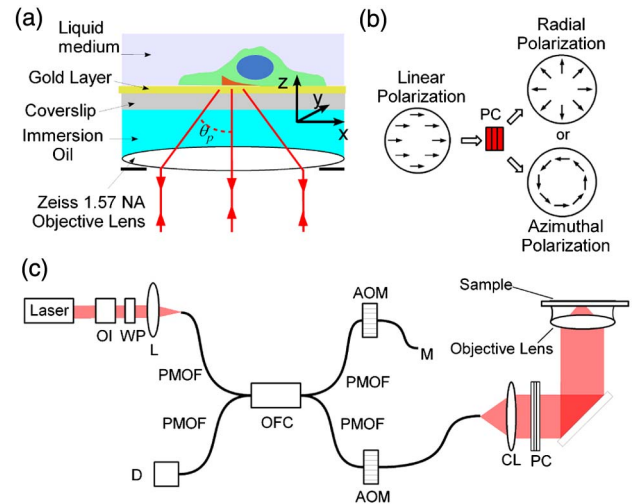 (a)
Liquid
medium
Gold Layer
Coverslip
Immersion
Oil
Zeiss 1.57 NA
Objective Lens
z
y
x
θp
(b)
Linear
Polarization
PC
Radial
Polarization
or
Azimuthal
Polarization
(c)
Laser
OI
WP
L
PMOF
PMOF
D
OFC
AOM
M
PMOF
PMOF
AOM
Sample
Objective Lens
CL
PC